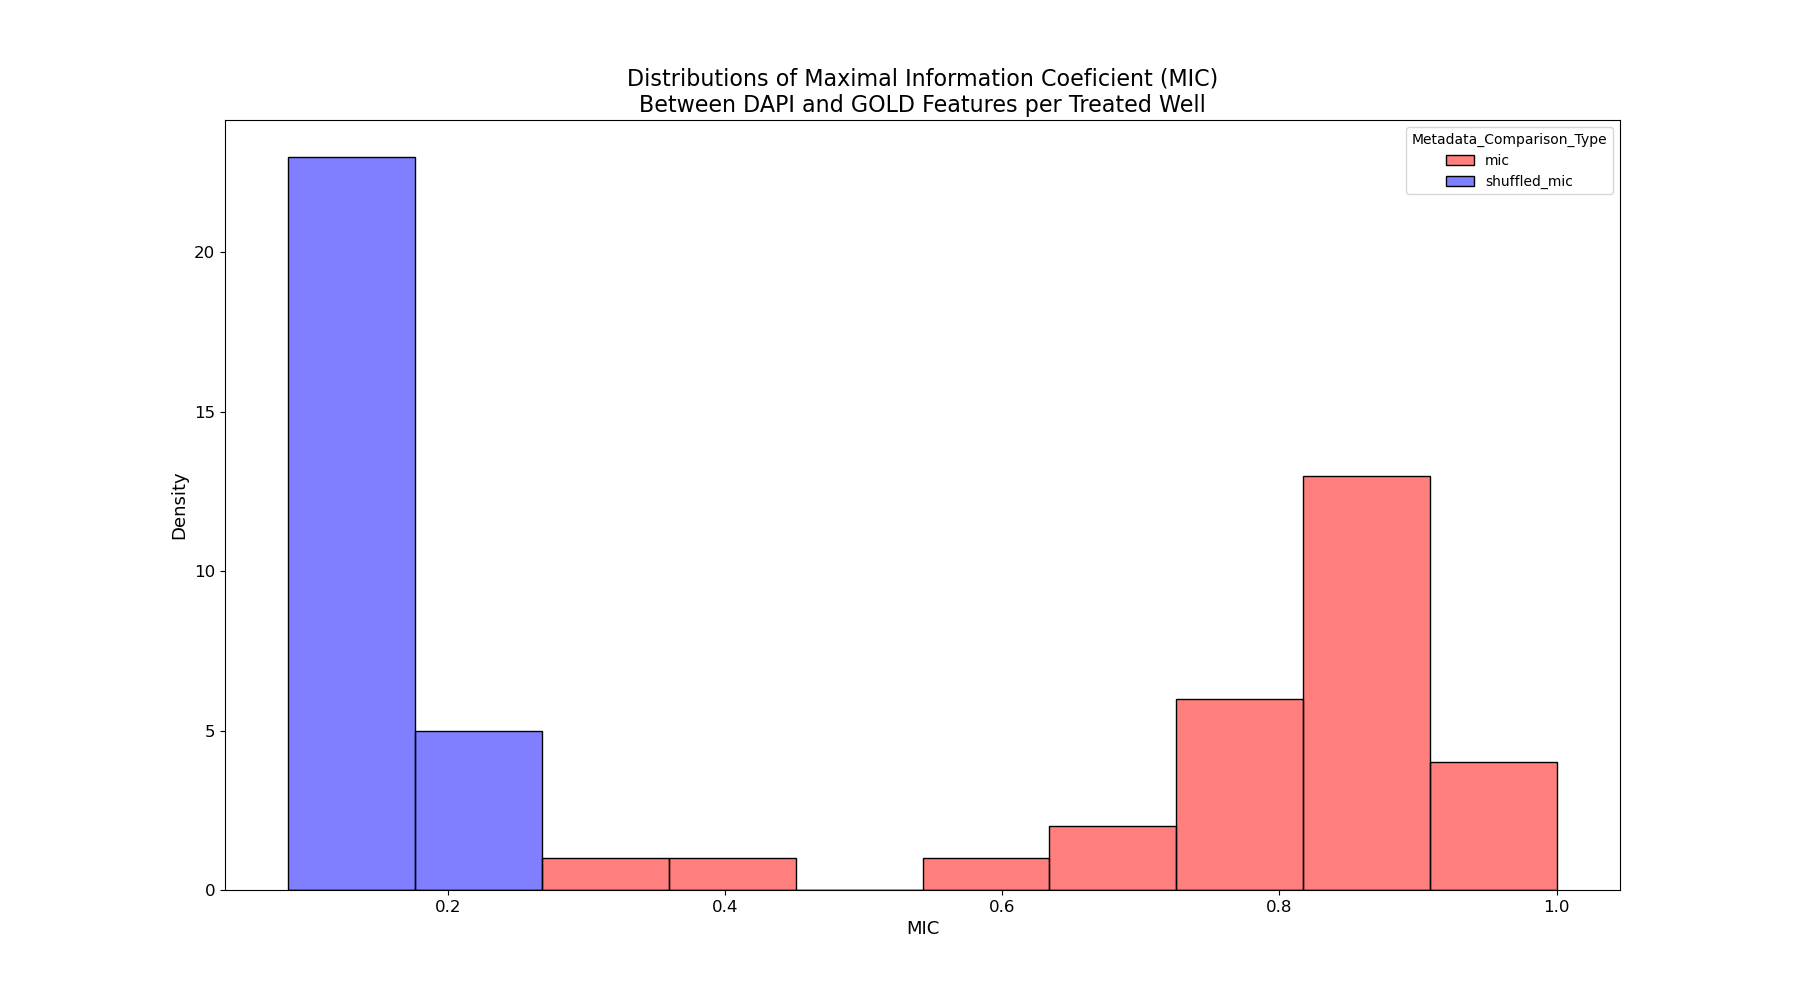 Distributions of Maximal Information Coeficient (MIC)
Between DAPI and GOLD Features per Treated Well
Metadata_Comparison_Type
mic
shuffled_mic
Density
20
15
10
5
0
0.2
0.4
0.6
0.8
1.0
MIC